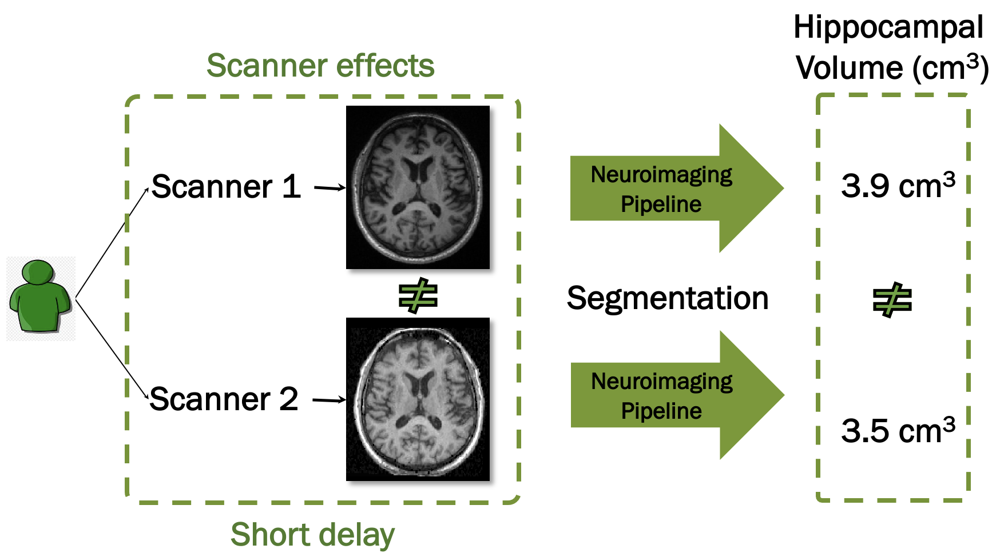 Hippocampal
Volume (cm³)
Scanner effects
Scanner 1
Neuroimaging
Pipeline
3.9 cm³
≠
Segmentation
≠
Scanner 2
Neuroimaging
Pipeline
3.5 cm³
Short delay